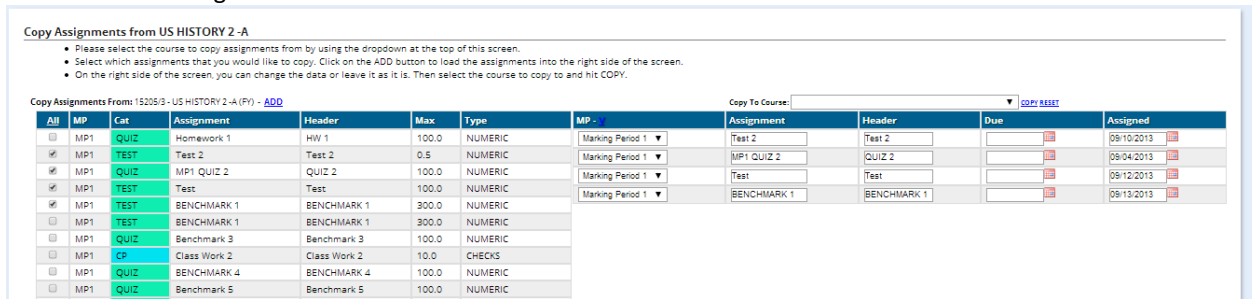 Copy Assignments from US HISTORY 2 -A
• Please select the course to copy assignments from by using the dropdown at the top of this screen.
• Select which assignments that you would like to copy. Click on the ADD button to load the assignments into the right side of the screen.
• On the right side of the screen, you can change the data or leave it as it is. Then select the course to copy to and hit COPY.
Copy Assignments From: 15205/3 - US HISTORY 2 -A (FY) - ADD Copy To Course: COPY RESET
All MP Cat Assignment Header Max Type MP - V Assignment Header Due Assigned
MP1 QUIZ Homework 1 HW 1 100.0 NUMERIC Marking Period 1 Test 2 Test 2 09/10/2013
MP1 TEST Test 2 Test 2 0.5 NUMERIC Marking Period 1 MP1 QUIZ 2 QUIZ 2 09/04/2013
MP1 QUIZ MP1 QUIZ 2 QUIZ 2 100.0 NUMERIC Marking Period 1 Test Test 09/12/2013
MP1 TEST Test Test 100.0 NUMERIC Marking Period 1 BENCHMARK 1 BENCHMARK 1 09/13/2013
MP1 TEST BENCHMARK 1 BENCHMARK 1 300.0 NUMERIC
MP1 TEST BENCHMARK 1 BENCHMARK 1 300.0 NUMERIC
MP1 QUIZ Benchmark 3 Benchmark 3 100.0 NUMERIC
MP1 CP Class Work 2 Class Work 2 10.0 CHECKS
MP1 QUIZ BENCHMARK 4 BENCHMARK 4 100.0 NUMERIC
MP1 QUIZ Benchmark 5 Benchmark 5 100.0 NUMERIC